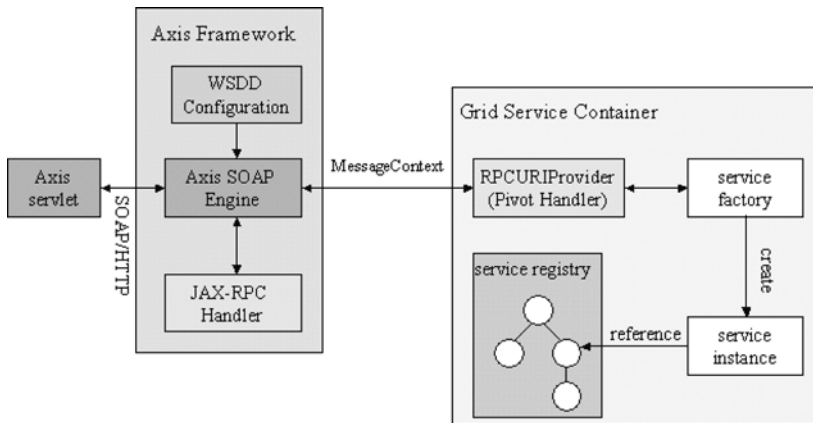 Axis Framework
WSDD
Configuration
Axis
servlet
SOAP/HTTP
Axis SOAP
Engine
JAX-RPC
Handler
MessageContext
Grid Service Container
RPCURIProvider
(Pivot Handler)
service
factory
create
service registry
reference
service
instance